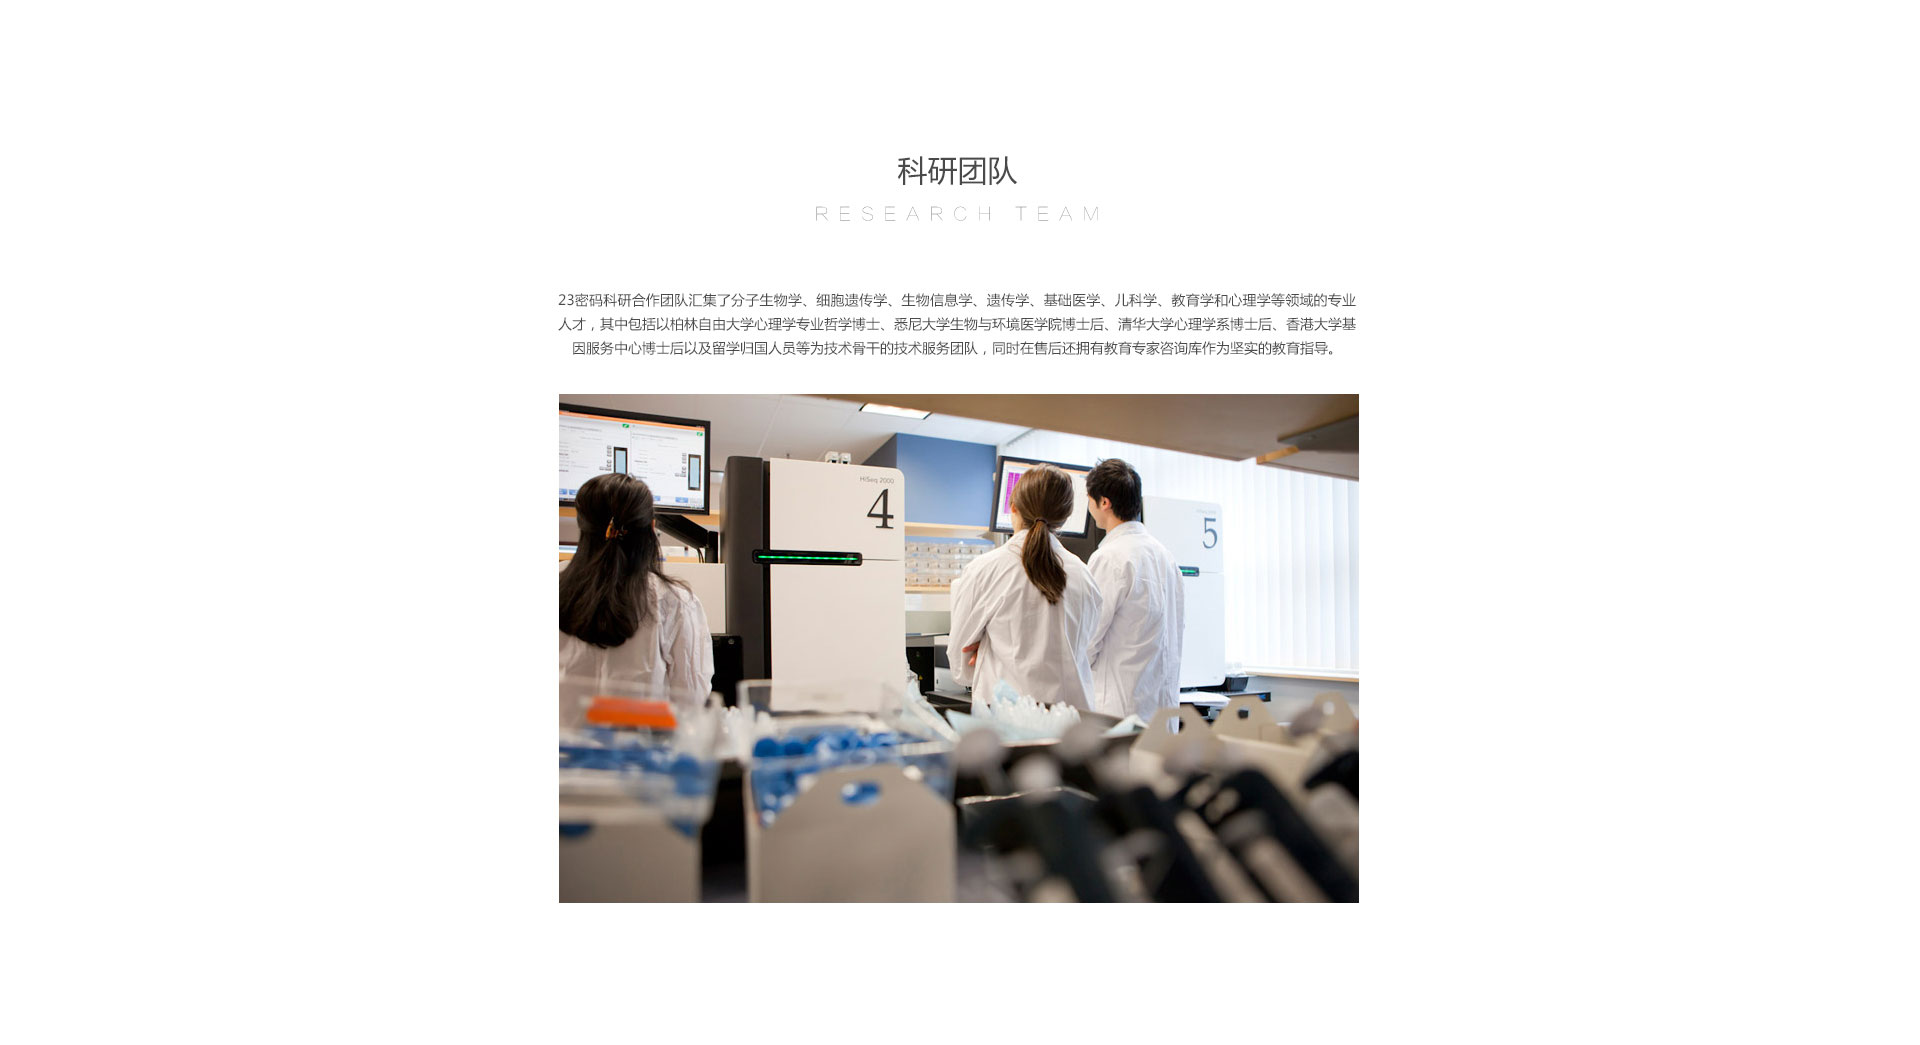 科研团队
RESEARCH TEAM
23密码科研合作团队汇集了分子生物学、细胞遗传学、生物信息学、遗传学、基础医学、儿科学、教育学和心理学等领域的专业
人才，其中包括以柏林自由大学心理学专业哲学博士、悉尼大学生物与环境医学院博士后、清华大学心理学系博士后、香港大学基
因服务中心博士后以及留学归国人员等为技术骨干的技术服务团队，同时在售后还拥有教育专家咨询库作为坚实的教育指导。
HiSeq 2000
4
5